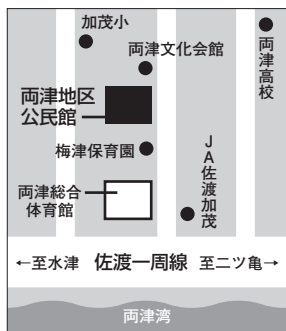 加茂小
両津文化会館
両津高校
両津地区
公民館
梅津保育園
JA佐渡加茂
両津総合
体育館
←至水津 佐渡一周線 至二ツ亀→
両津湾